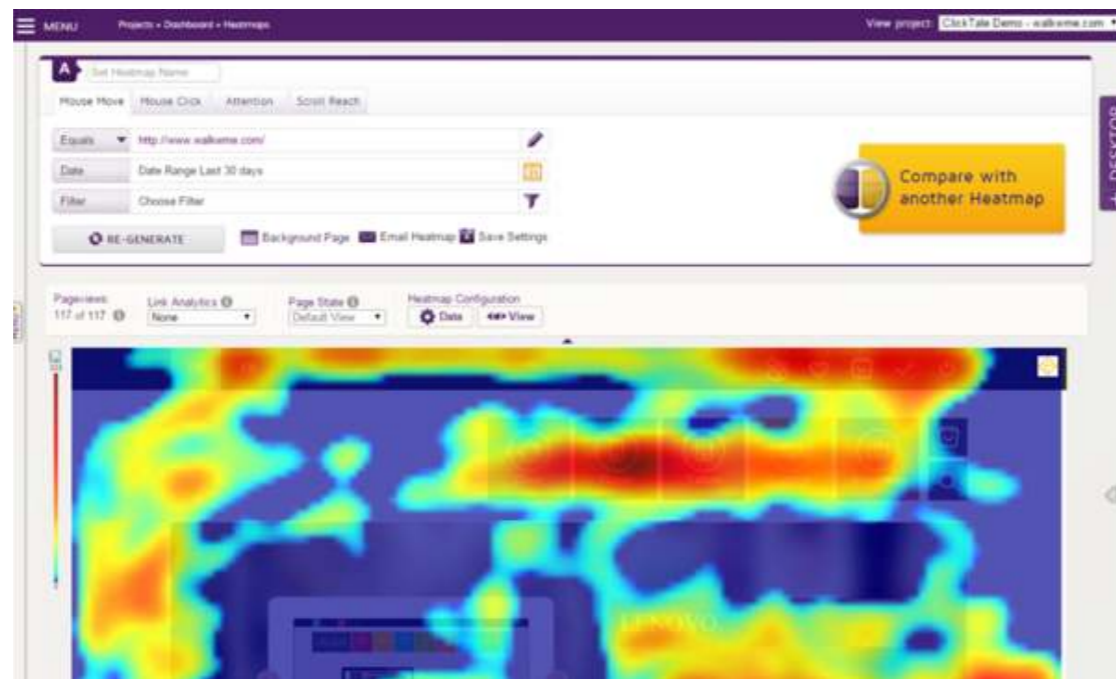 MENU Projects » Dashboard » Heatmaps View project: ClickTale Demo - walkme.com
A Set Heatmap Name
Mouse Move Mouse Click Attention Scroll Reach
Equals http://www.walkme.com/
Date Date Range Last 30 days
Filter Choose Filter
Compare with
another Heatmap
DESKTOP
RE-GENERATE Background Page Email Heatmap Save Settings
Pageviews: Link Analytics Page State Heatmap Configuration
117 of 117 None Default View Data View
MENU
LENOVO